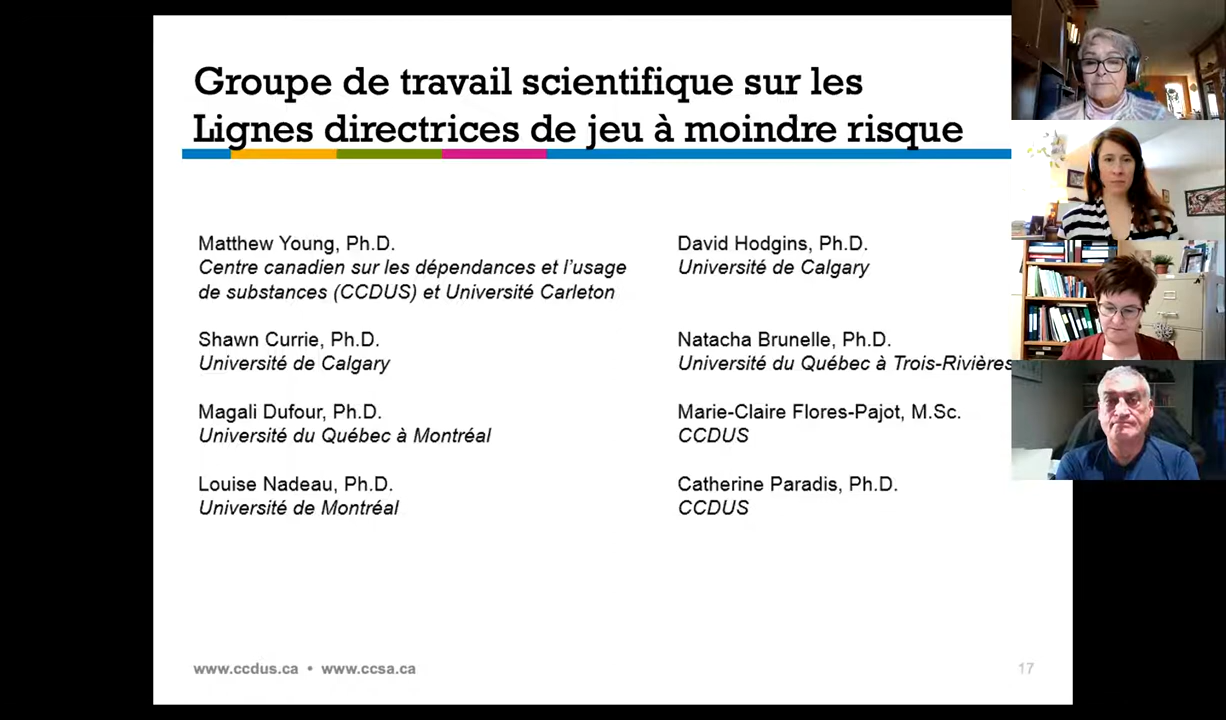 Groupe de travail scientifique sur les
Lignes directrices de jeu à moindre risque
Matthew Young, Ph.D.
Centre canadien sur les dépendances et l’usage
de substances (CCDUS) et Université Carleton
David Hodgins, Ph.D.
Université de Calgary
Shawn Currie, Ph.D.
Université de Calgary
Natacha Brunelle, Ph.D.
Université du Québec à Trois-Rivières
Magali Dufour, Ph.D.
Université du Québec à Montréal
Marie-Claire Flores-Pajot, M.Sc.
CCDUS
Louise Nadeau, Ph.D.
Université de Montréal
Catherine Paradis, Ph.D.
CCDUS
www.ccdus.ca • www.ccsa.ca
17